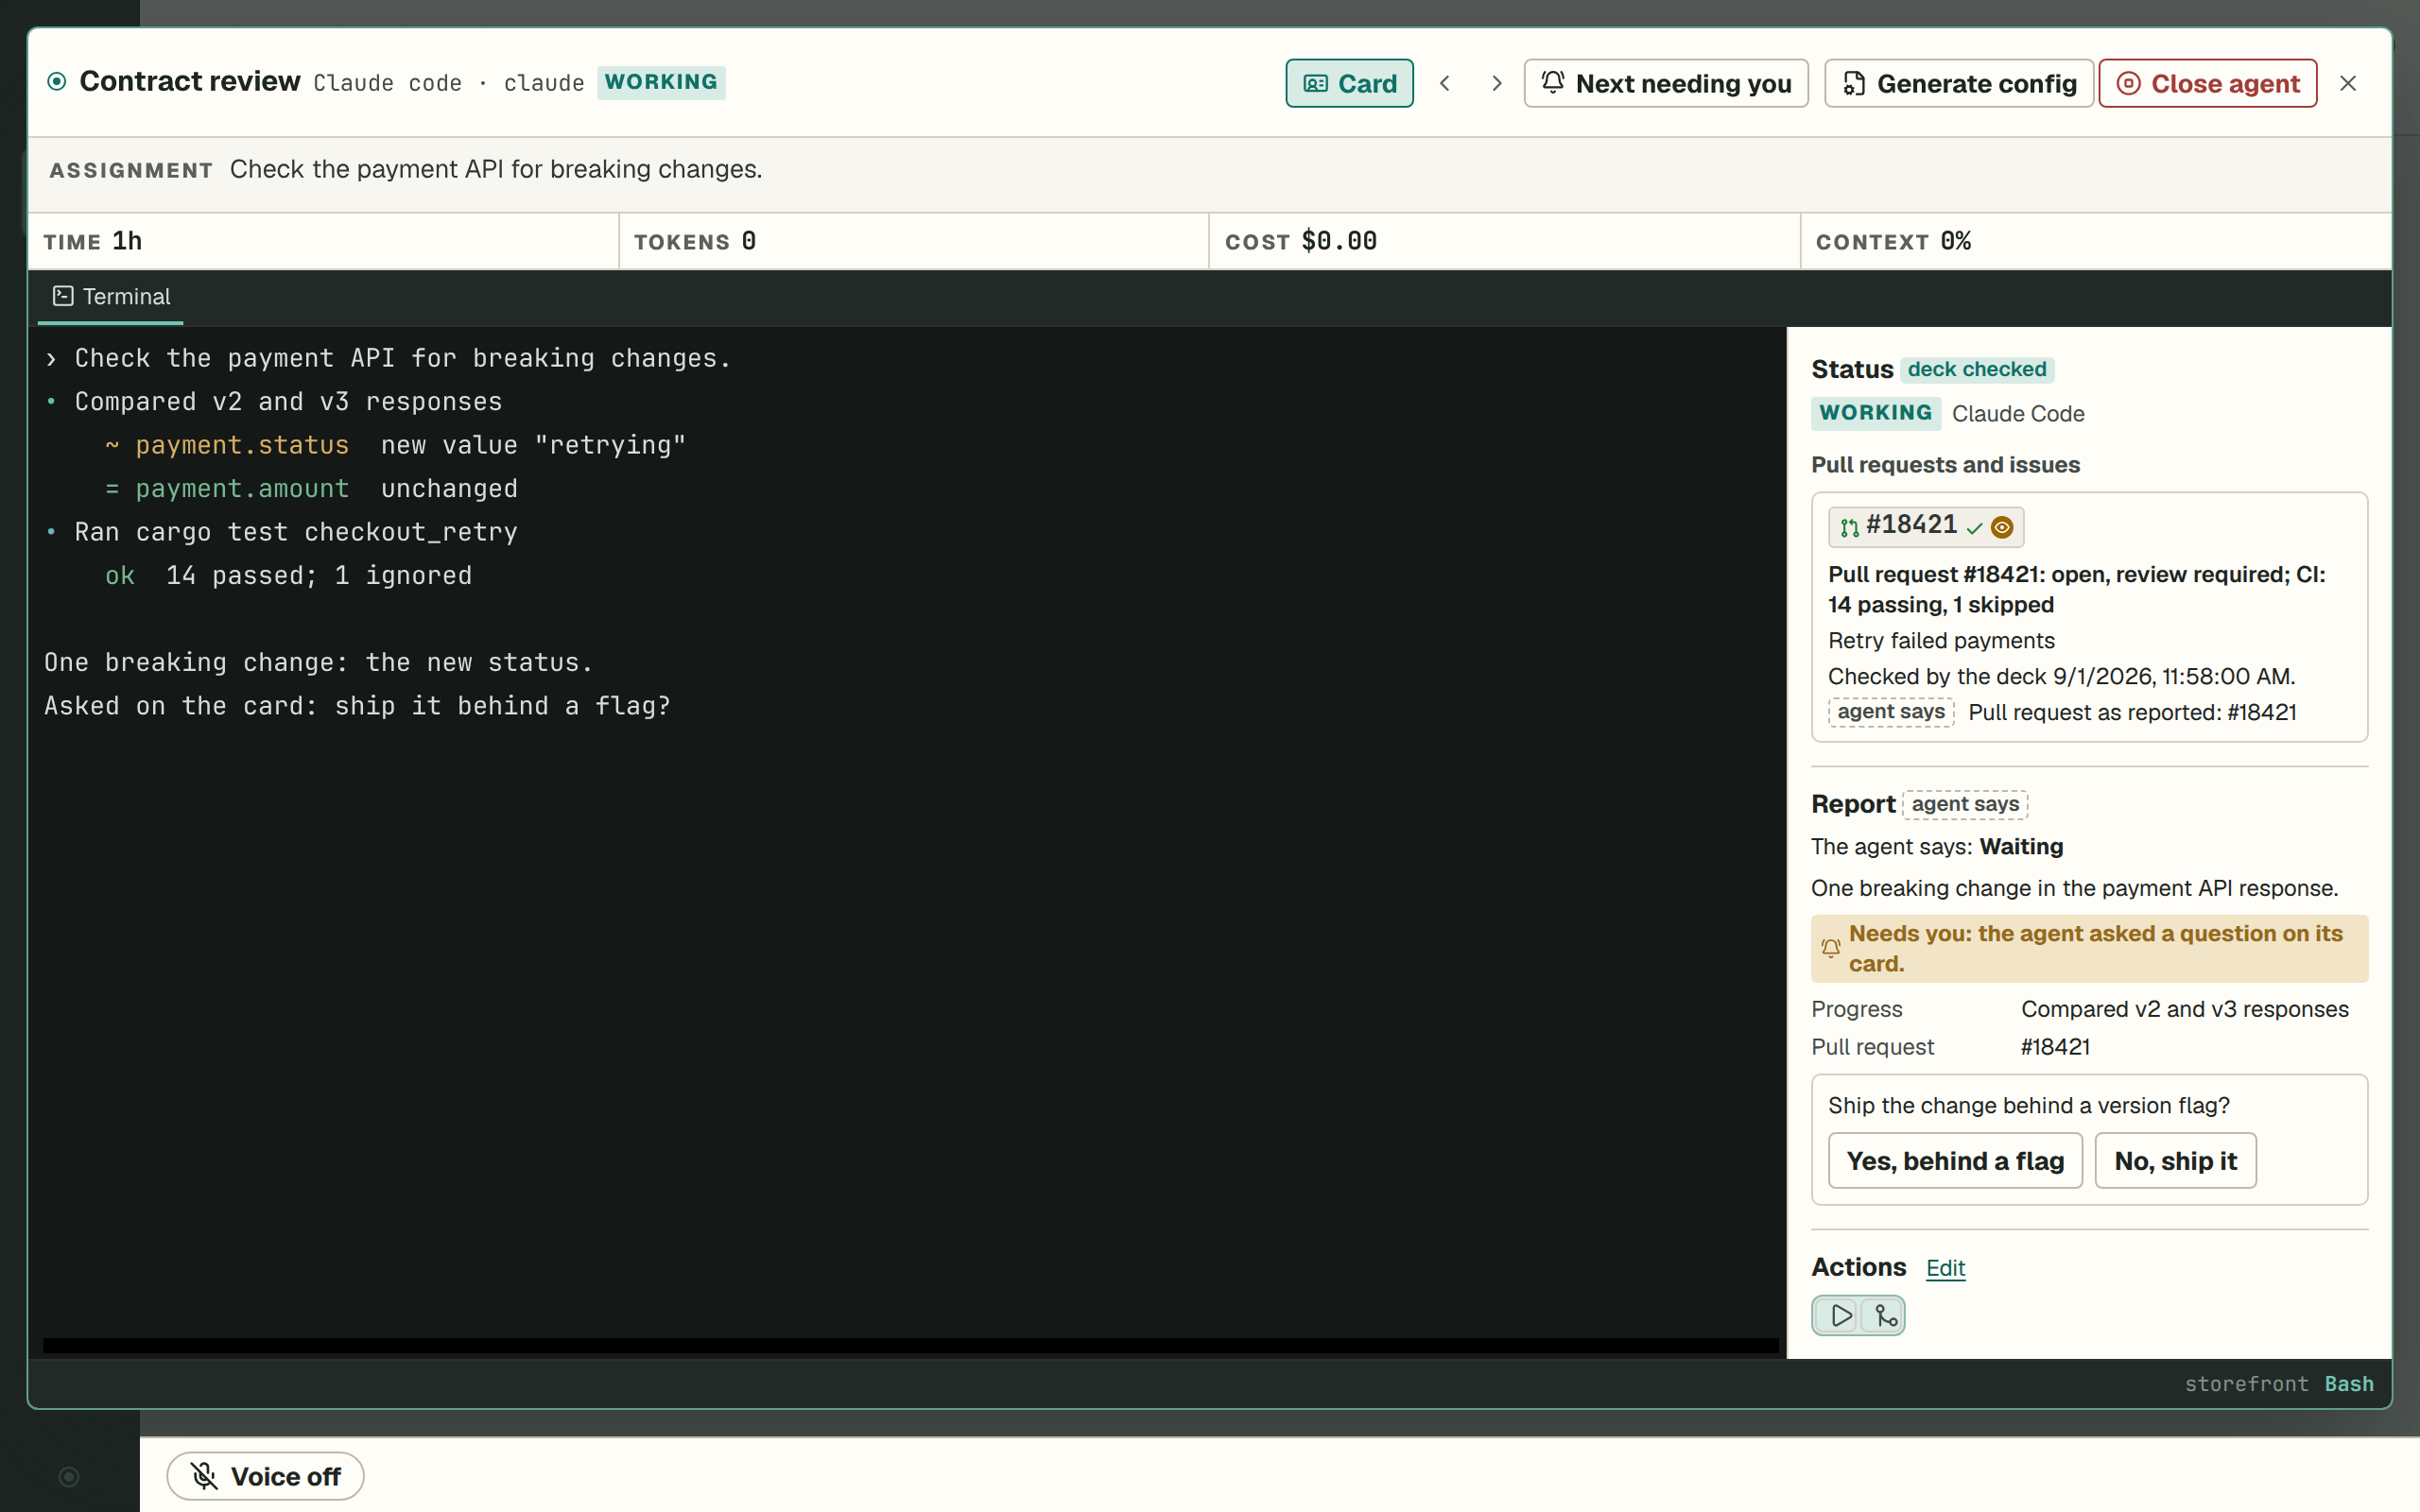 Contract review Claude code · claude WORKING
Card
Next needing you
Generate config
Close agent
ASSIGNMENT Check the payment API for breaking changes.
TIME 1h
TOKENS 0
COST $0.00
CONTEXT 0%
Terminal
› Check the payment API for breaking changes.
• Compared v2 and v3 responses
~ payment.status new value "retrying"
= payment.amount unchanged
• Ran cargo test checkout_retry
ok 14 passed; 1 ignored
One breaking change: the new status.
Asked on the card: ship it behind a flag?
Status deck checked
WORKING Claude Code
Pull requests and issues
#18421
Pull request #18421: open, review required; CI:
14 passing, 1 skipped
Retry failed payments
Checked by the deck 9/1/2026, 11:58:00 AM.
agent says Pull request as reported: #18421
Report agent says
The agent says: Waiting
One breaking change in the payment API response.
Needs you: the agent asked a question on its
card.
Progress Compared v2 and v3 responses
Pull request #18421
Ship the change behind a version flag?
Yes, behind a flag
No, ship it
Actions Edit
storefront Bash
Voice off